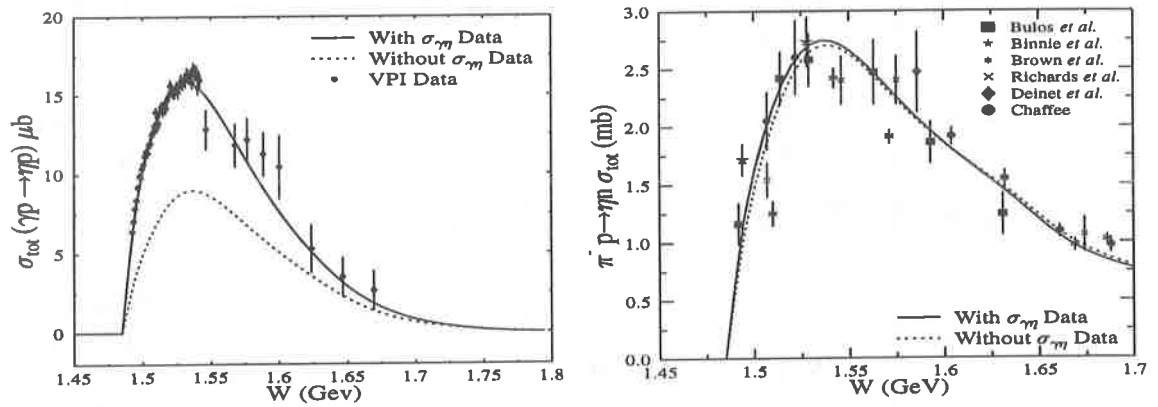 σtot (γp→ηp) μb
20
15
10
5
0
With σγη Data
Without σγη Data
VPI Data
1.45
1.5
1.55
1.6
1.65
1.7
1.75
1.8
W (Gev)
π⁻p→ηn σtot (mb)
3.0
2.5
2.0
1.5
1.0
0.5
0.0
Bulos et al.
Binnie et al.
Brown et al.
Richards et al.
Deinet et al.
Chaffee
With σγη Data
Without σγη Data
1.45
1.5
1.55
1.6
1.65
1.7
W (GeV)